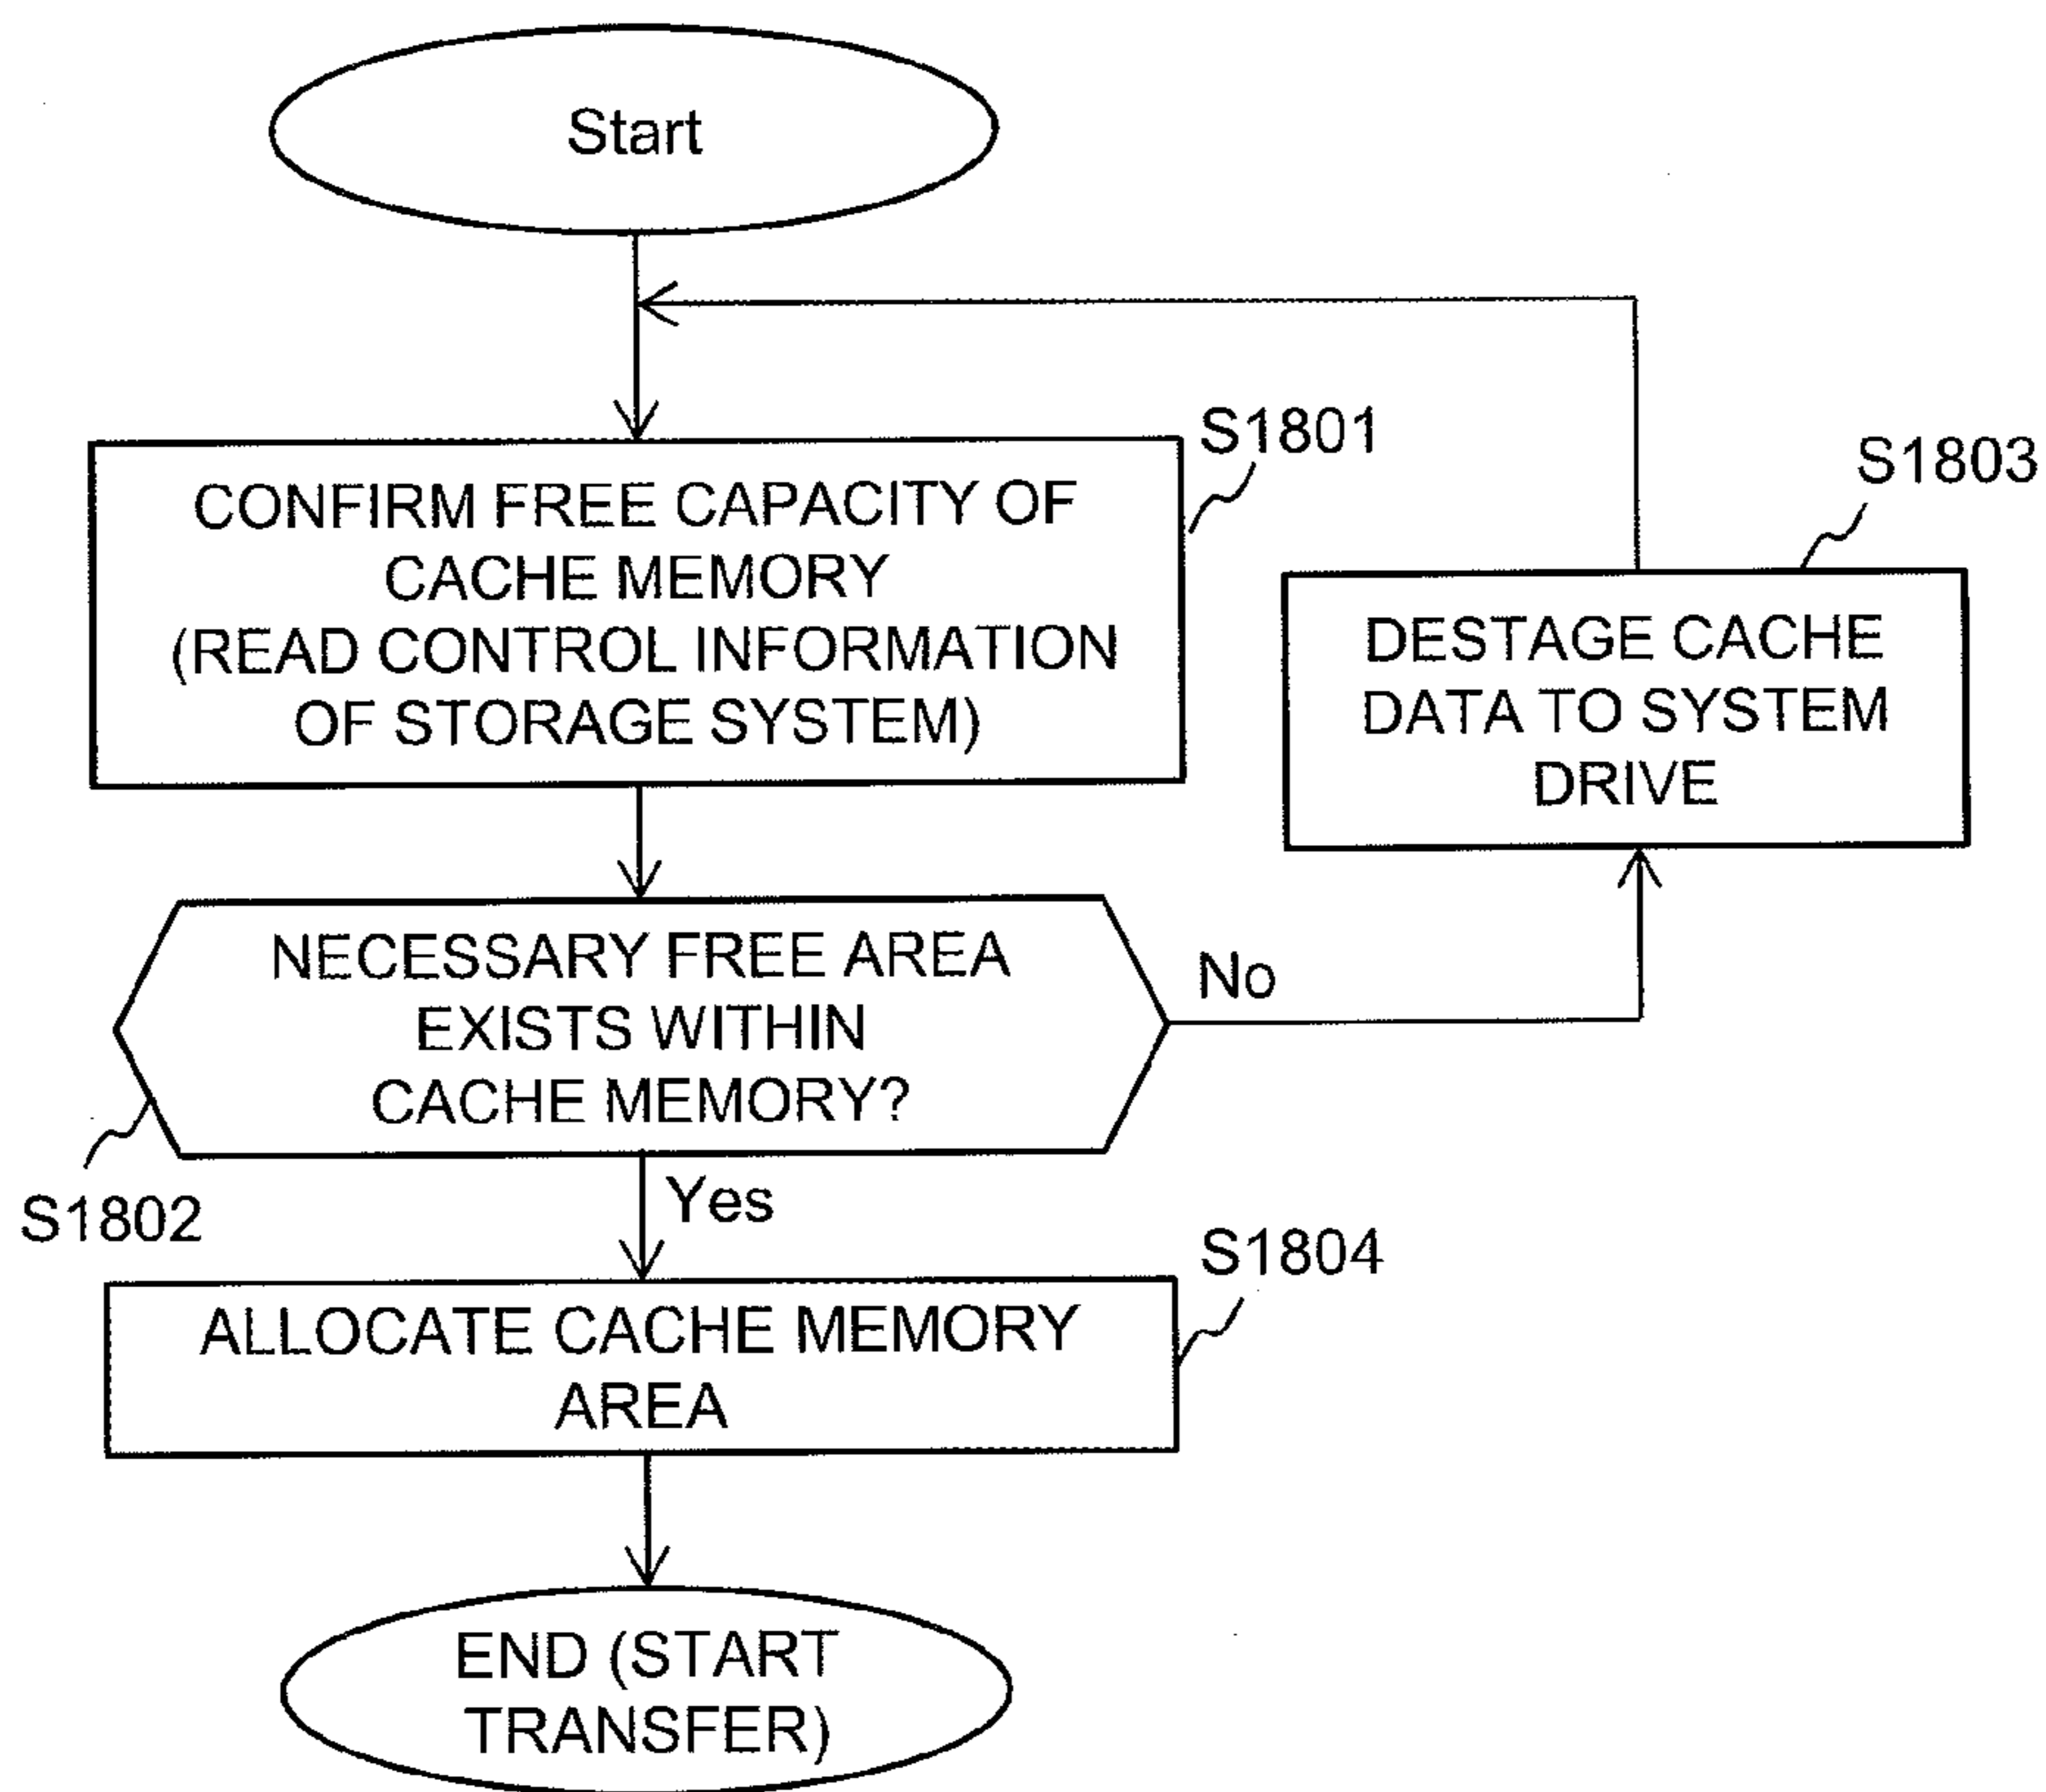 Start
S1801
CONFIRM FREE CAPACITY OF
CACHE MEMORY
(READ CONTROL INFORMATION
OF STORAGE SYSTEM)
S1803
DESTAGE CACHE
DATA TO SYSTEM
DRIVE
NECESSARY FREE AREA
EXISTS WITHIN
CACHE MEMORY?
No
S1802
Yes
S1804
ALLOCATE CACHE MEMORY
AREA
END (START
TRANSFER)